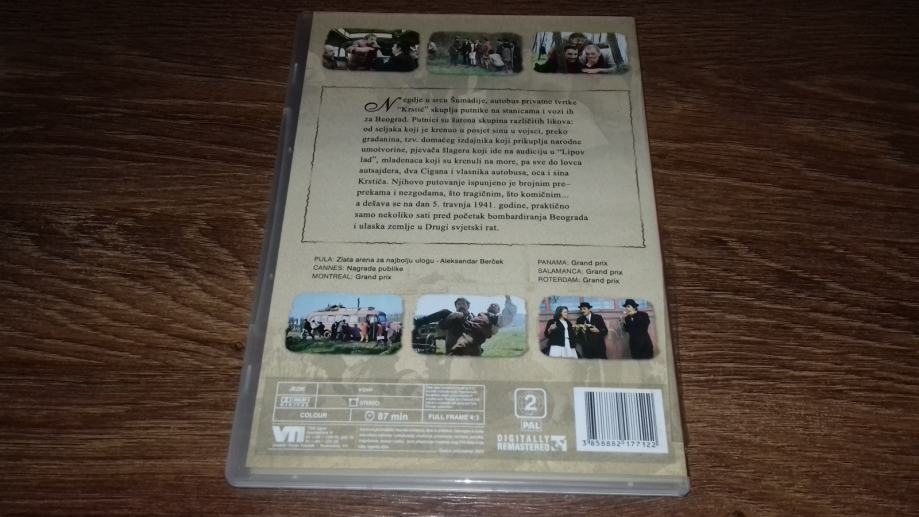 Negdje u srcu Šumadije, autobus privatne tvrtke
"Krstić" skuplja putnike na stanicama i vozi ih
za Beograd. Putnici su šarena skupina različitih likova:
od seljaka koji je krenuo u posjet sinu u vojsci, preko
građanina, tzv. domaćeg izdajnika koji prikuplja narodne
umotvorine, pjevača šlagera koji ide na audiciju u "Lipov
lad", mladenaca koji su krenuli na more, pa sve do lovca
autsajdera, dva Cigana i vlasnika autobusa, oca i sina
Krstića. Njihovo putovanje ispunjeno je brojnim pre-
prekama i nezgodama, što tragičnim, što komičnim...
a dešava se na dan 5. travnja 1941. godine, praktično
samo nekoliko sati pred početak bombardiranja Beograda
i ulaska zemlje u Drugi svjetski rat.
PULA: Zlata arena za najbolju ulogu - Aleksandar Berček
CANNES: Nagrada publike
MONTREAL: Grand prix
PANAMA: Grand prix
SALAMANCA: Grand prix
ROTERDAM: Grand prix
JEZIK
STEREO
COLOUR
87 min
FULL FRAME 4:3
2
PAL
VTI
DIGITALLY
REMASTERED
3 858882 177122